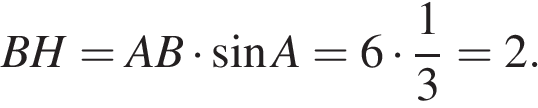 BH = AB · sin A = 6 · 1/3 = 2.